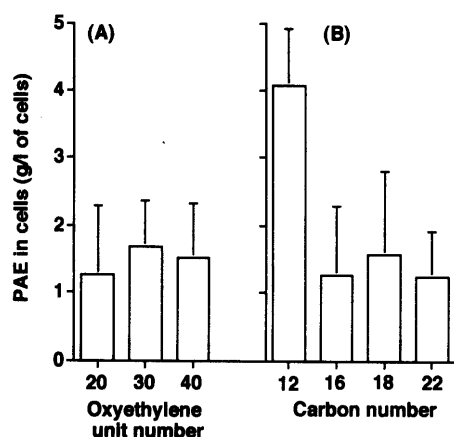 (A)
(B)
PAE in cells (g/l of cells)
5
4
3
2
1
0
20 30 40
12 16 18 22
Oxyethylene
unit number
Carbon number